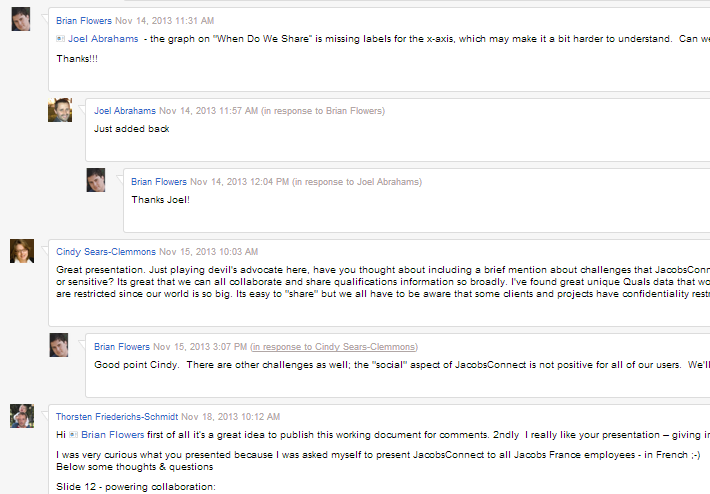 Brian Flowers Nov 14, 2013 11:31 AM
Joel Abrahams - the graph on "When Do We Share" is missing labels for the x-axis, which may make it a bit harder to understand. Can we
Thanks!!!
Joel Abrahams Nov 14, 2013 11:57 AM (in response to Brian Flowers)
Just added back
Brian Flowers Nov 14, 2013 12:04 PM (in response to Joel Abrahams)
Thanks Joel!
Cindy Sears-Clemmons Nov 15, 2013 10:03 AM
Great presentation. Just playing devil's advocate here, have you thought about including a brief mention about challenges that JacobsConn
or sensitive? Its great that we can all collaborate and share qualifications information so broadly. I've found great unique Quals data that wo
are restricted since our world is so big. Its easy to "share" but we all have to be aware that some clients and projects have confidentiality restr
Brian Flowers Nov 15, 2013 3:07 PM (in response to Cindy Sears-Clemmons)
Good point Cindy. There are other challenges as well; the "social" aspect of JacobsConnect is not positive for all of our users. We'll
Thorsten Friederichs-Schmidt Nov 18, 2013 10:12 AM
Hi Brian Flowers first of all it's a great idea to publish this working document for comments. 2ndly I really like your presentation – giving in
I was very curious what you presented because I was asked myself to present JacobsConnect to all Jacobs France employees - in French ;-)
Below some thoughts & questions
Slide 12 - powering collaboration: